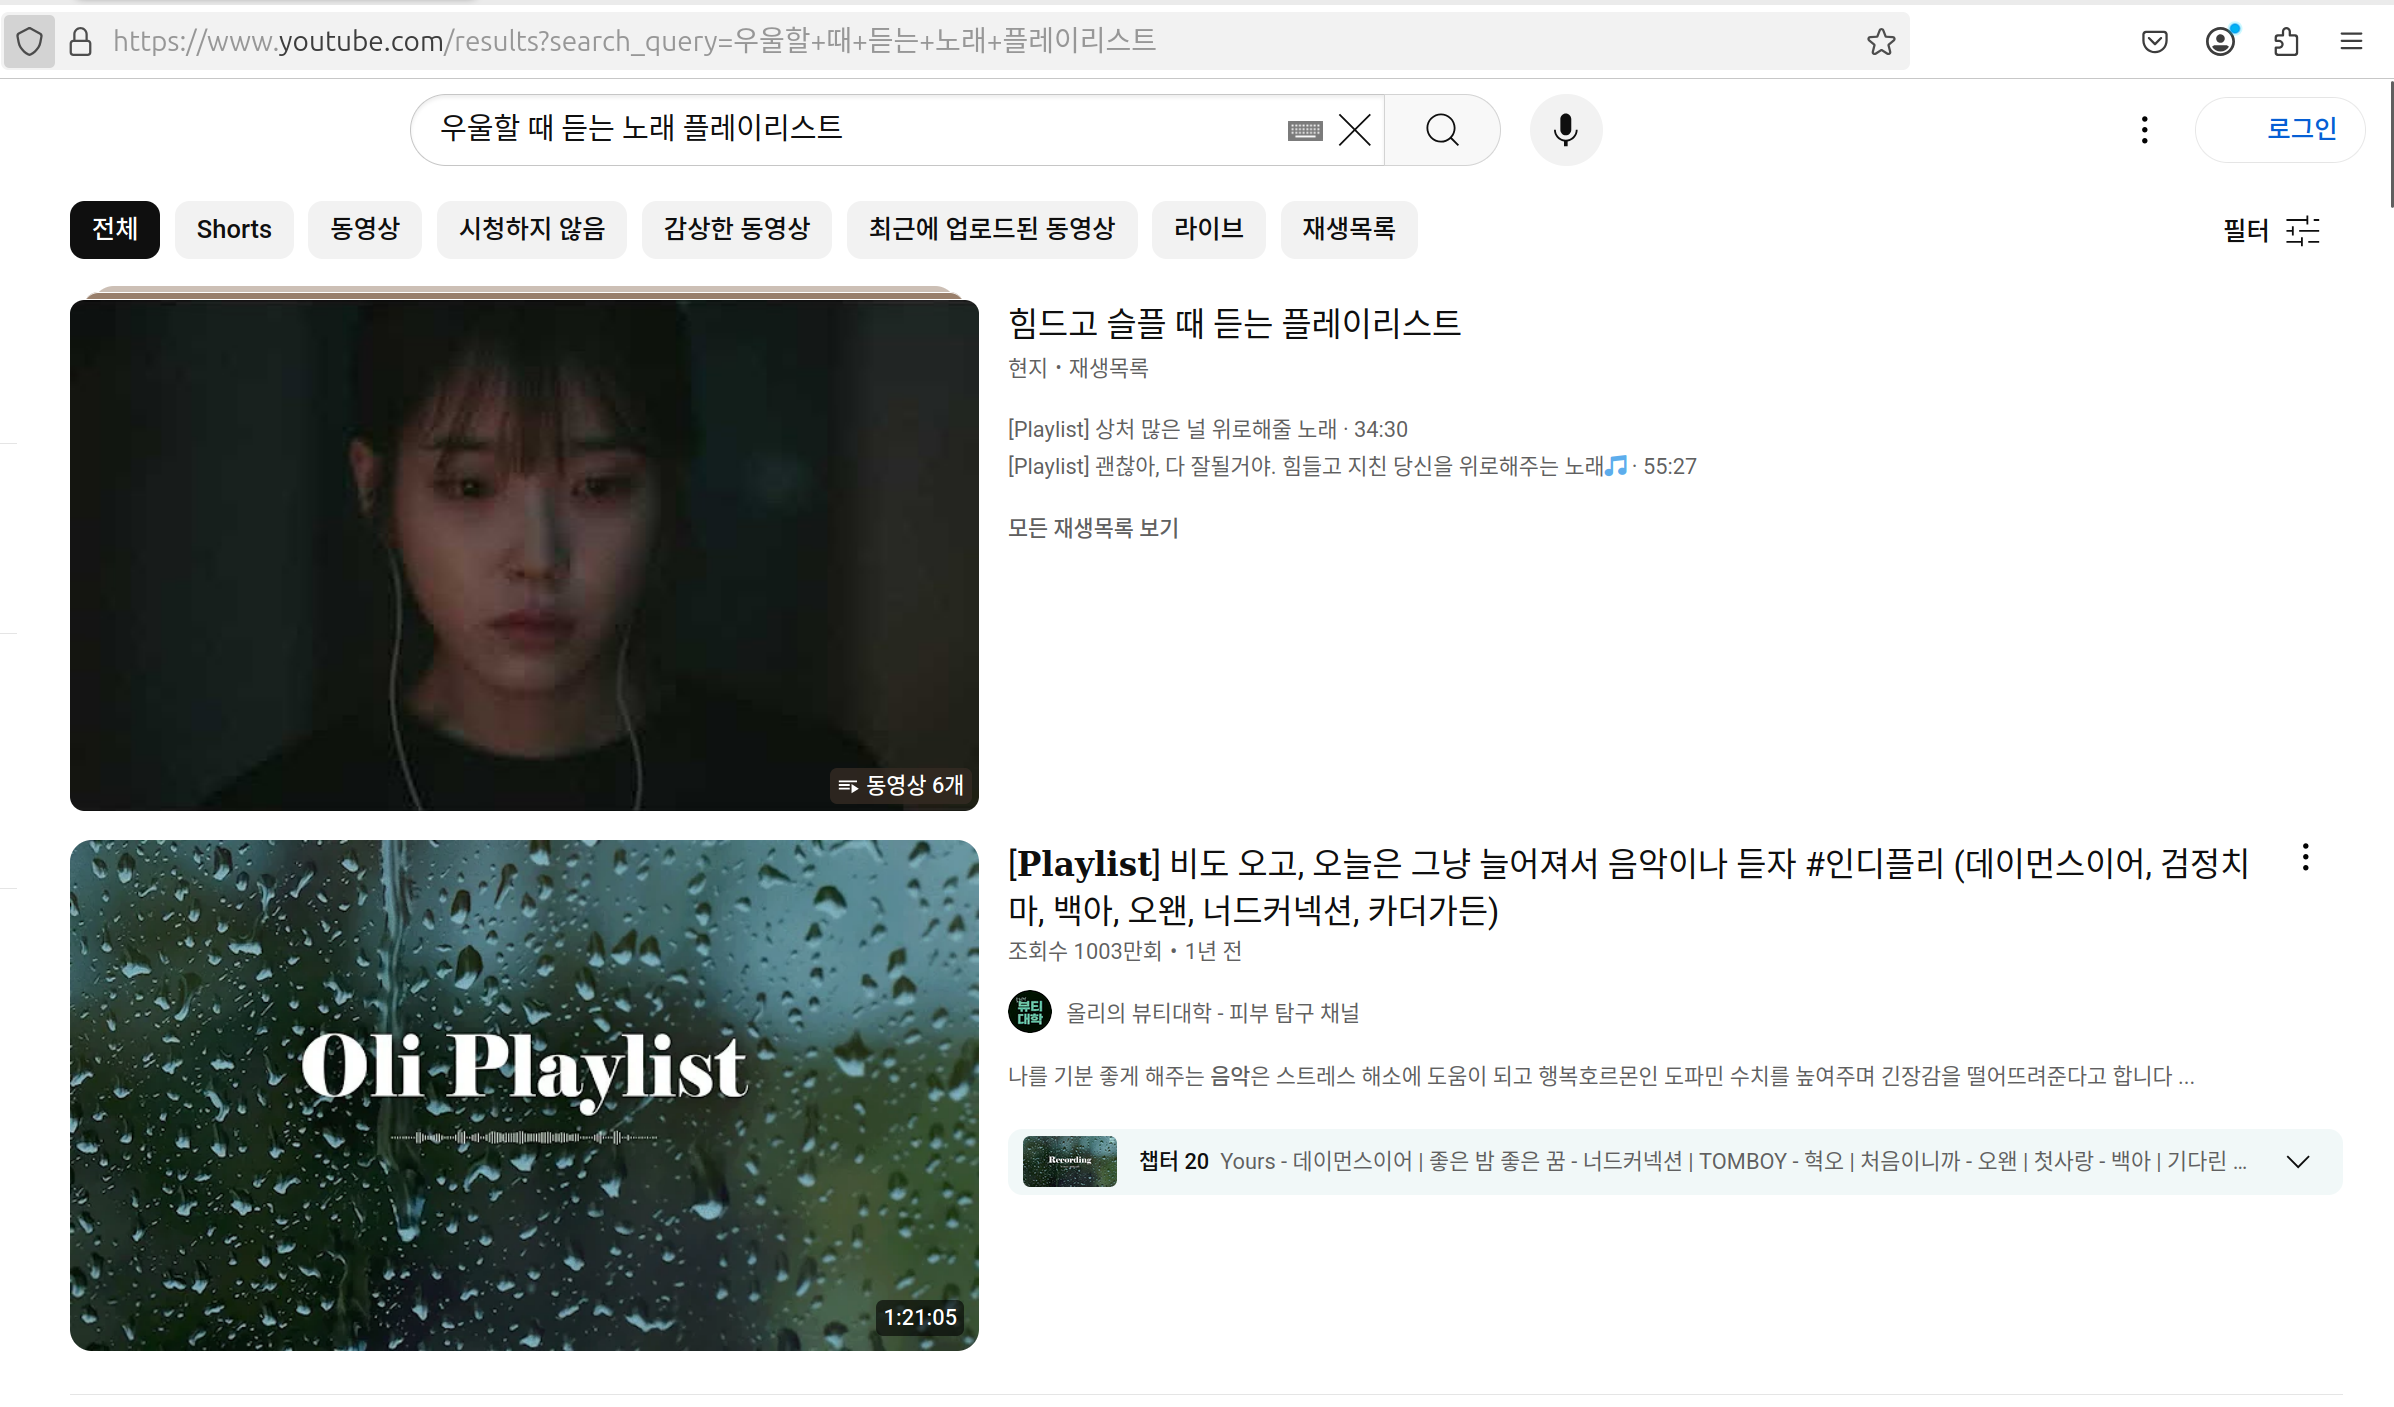 https://www.youtube.com/results?search_query=우울할+때+듣는+노래+플레이리스트
우울할 때 듣는 노래 플레이리스트
로그인
전체
Shorts
동영상
시청하지 않음
감상한 동영상
최근에 업로드된 동영상
라이브
재생목록
필터
힘드고 슬플 때 듣는 플레이리스트
현지 • 재생목록
[Playlist] 상처 많은 널 위로해줄 노래 · 34:30
[Playlist] 괜찮아, 다 잘될거야. 힘들고 지친 당신을 위로해주는 노래🎵 · 55:27
모든 재생목록 보기
동영상 6개
[Playlist] 비도 오고, 오늘은 그냥 늘어져서 음악이나 듣자 #인디플리 (데이먼스이어, 검정치
마, 백아, 오왠, 너드커넥션, 카더가든)
조회수 1003만회 • 1년 전
뷰티
대학
올리의 뷰티대학 - 피부 탐구 채널
나를 기분 좋게 해주는 음악은 스트레스 해소에 도움이 되고 행복호르몬인 도파민 수치를 높여주며 긴장감을 떨어뜨려준다고 합니다 ...
Recording
챕터 20 Yours - 데이먼스이어 | 좋은 밤 좋은 꿈 - 너드커넥션 | TOMBOY - 혁오 | 처음이니까 - 오왠 | 첫사랑 - 백아 | 기다린 ...
Oli Playlist
1:21:05